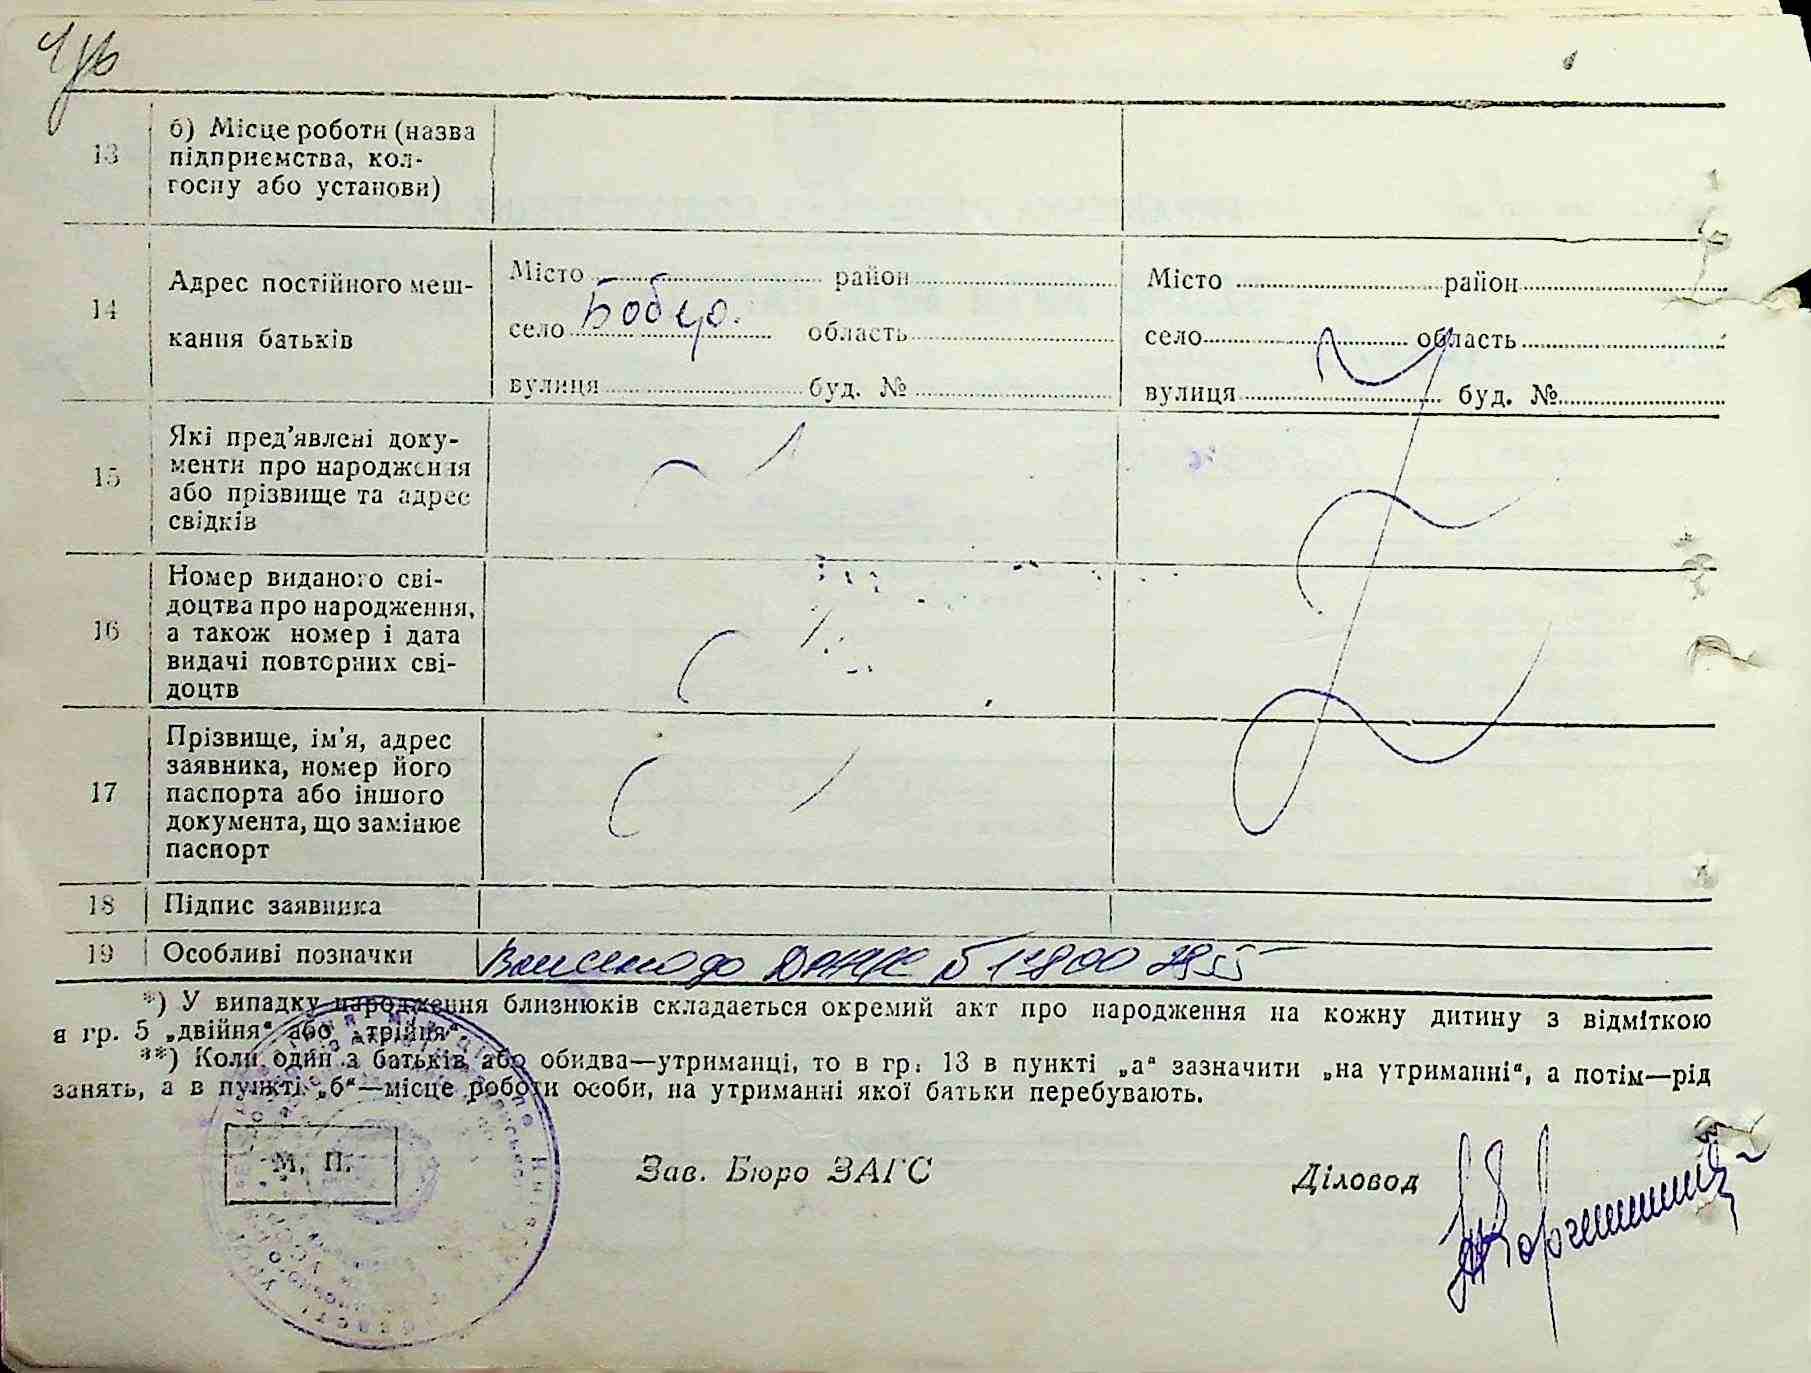 13
б) Місце роботи (назва
підприємства, кол-
госпу або установи)
14
Адрес постійного меш-
кання батьків
Місто район
село область
вулиця буд. №
Місто район
село область
вулиця буд. №
15
Які пред'явлені доку-
менти про народження
або прізвище та адрес
свідків
16
Номер виданого сві-
доцтва про народження,
а також номер і дата
видачі повторних сві-
доцтв
17
Прізвище, ім'я, адрес
заявника, номер його
паспорта або іншого
документа, що замінює
паспорт
18 Підпис заявника
19 Особливі позначки
*) У випадку народження близнюків складається окремий акт про народження на кожну дитину з відміткою
в гр. 5 „двійня“ або „трійня“
**) Коли один з батьків або обидва—утриманці, то в гр. 13 в пункті „а“ зазначити „на утриманні“, а потім—рід
занять, а в пункті „б“—місце роботи особи, на утриманні якої батьки перебувають.
М. П.
Зав. Бюро ЗАГС
Діловод